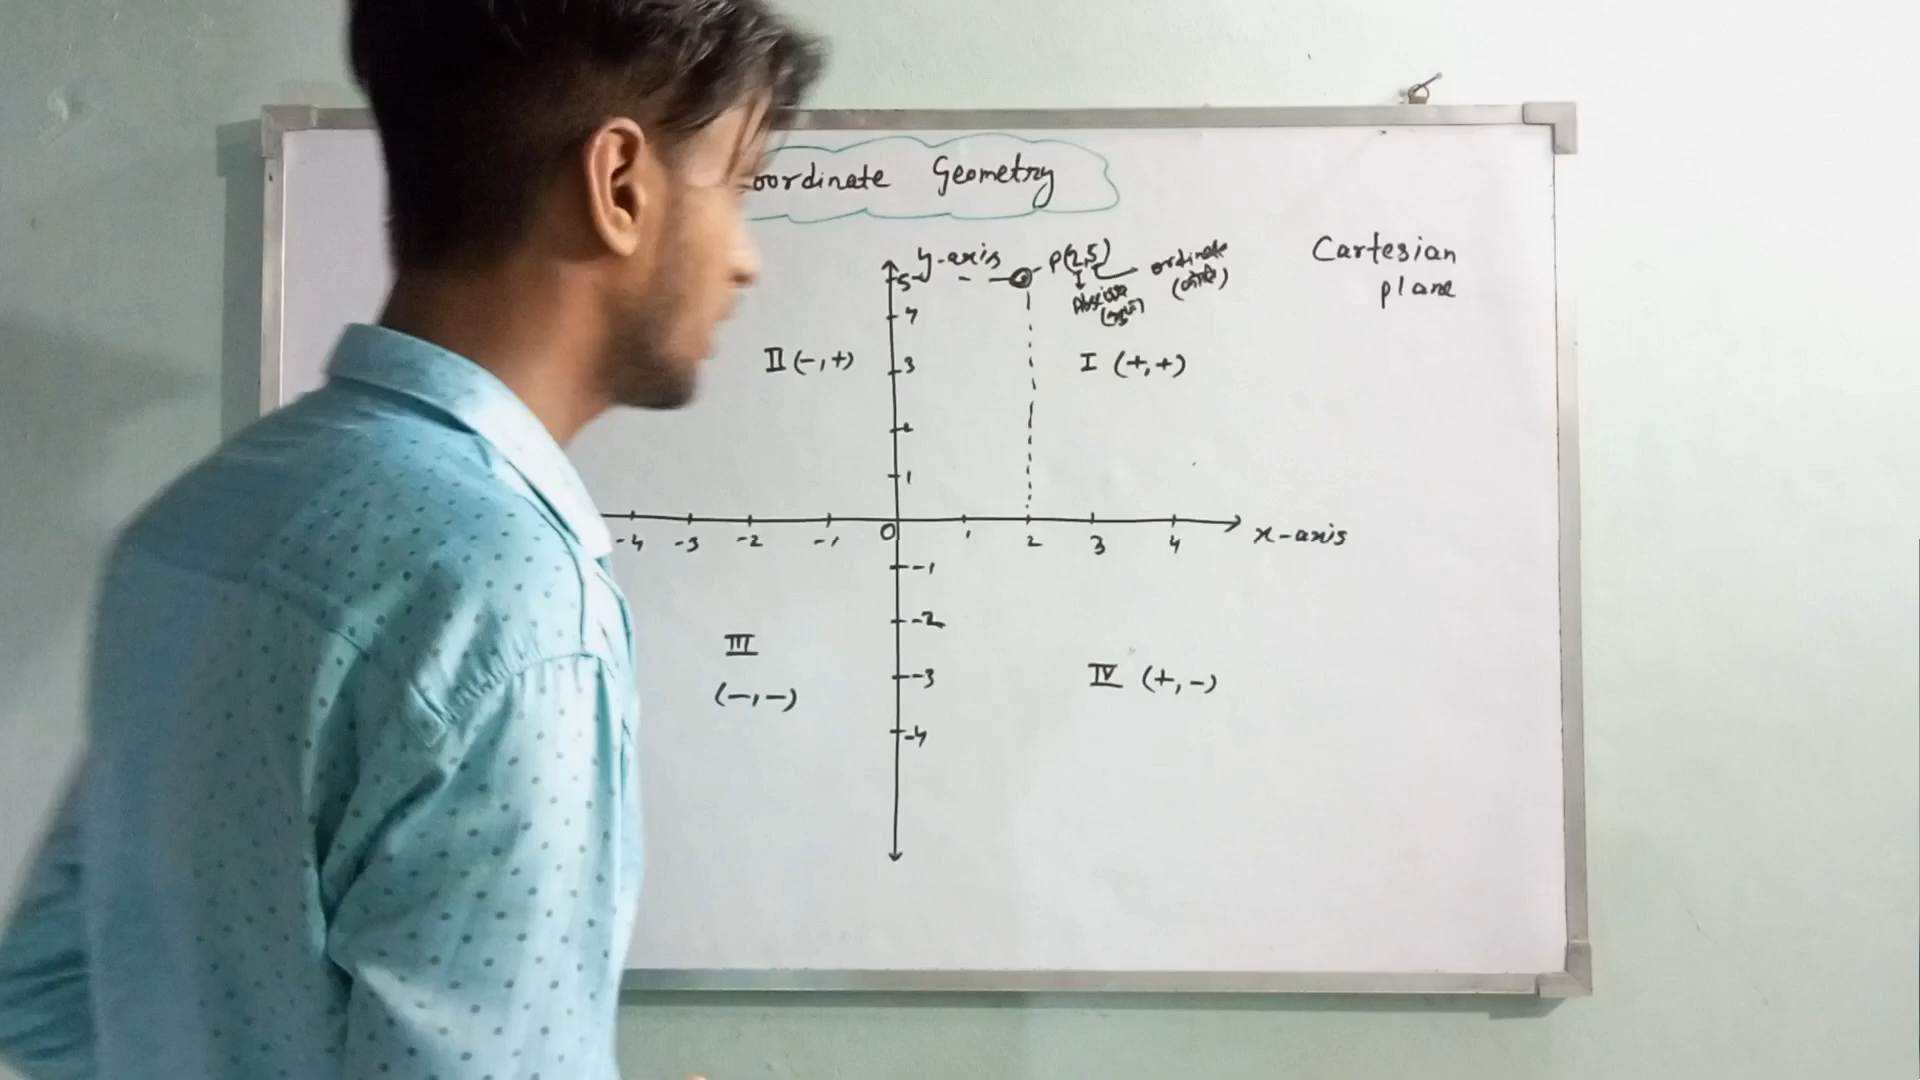 oordinate Geometry
y-axis P(2,5) ordinate
(कोटि)
Absissa
(भुज)
Cartesian
plane
5
4
3
2
1
II (-,+)
I (+,+)
-4 -3 -2 -1 0 1 2 3 4 x-axis
-1
-2
-3
-4
III
(-,-)
IV (+,-)